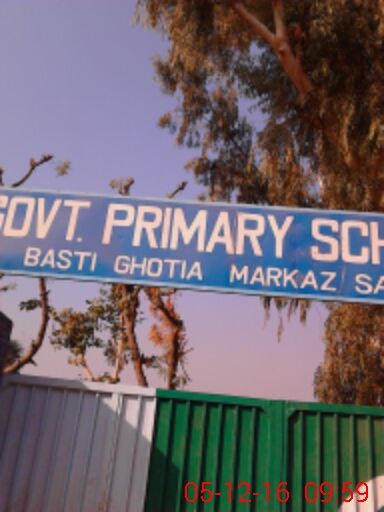 GOVT. PRIMARY SCH
BASTI GHOTIA MARKAZ SA
05-12-16 09:59